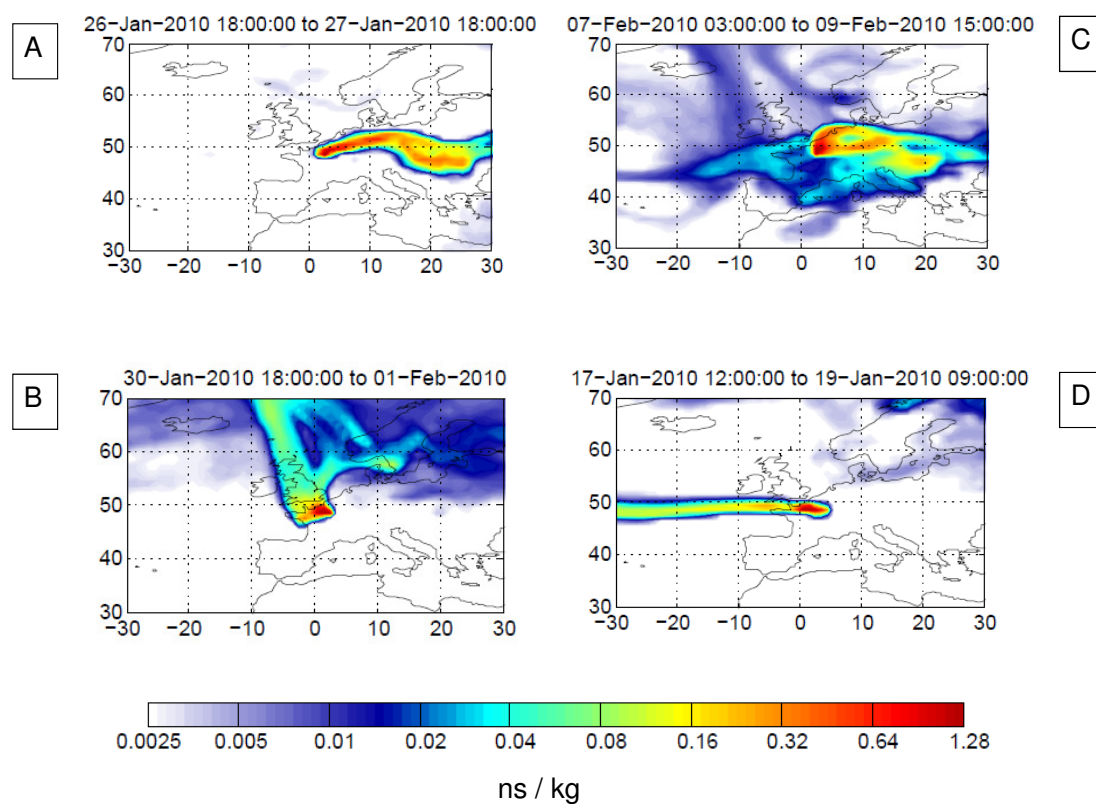 A
26-Jan-2010 18:00:00 to 27-Jan-2010 18:00:00
70
60
50
40
30
−30 −20 −10 0 10 20 30
07-Feb-2010 03:00:00 to 09-Feb-2010 15:00:00
C
70
60
50
40
30
−30 −20 −10 0 10 20 30
B
30-Jan-2010 18:00:00 to 01-Feb-2010
70
60
50
40
30
−30 −20 −10 0 10 20 30
17-Jan-2010 12:00:00 to 19-Jan-2010 09:00:00
D
70
60
50
40
30
−30 −20 −10 0 10 20 30
0.0025 0.005 0.01 0.02 0.04 0.08 0.16 0.32 0.64 1.28
ns / kg